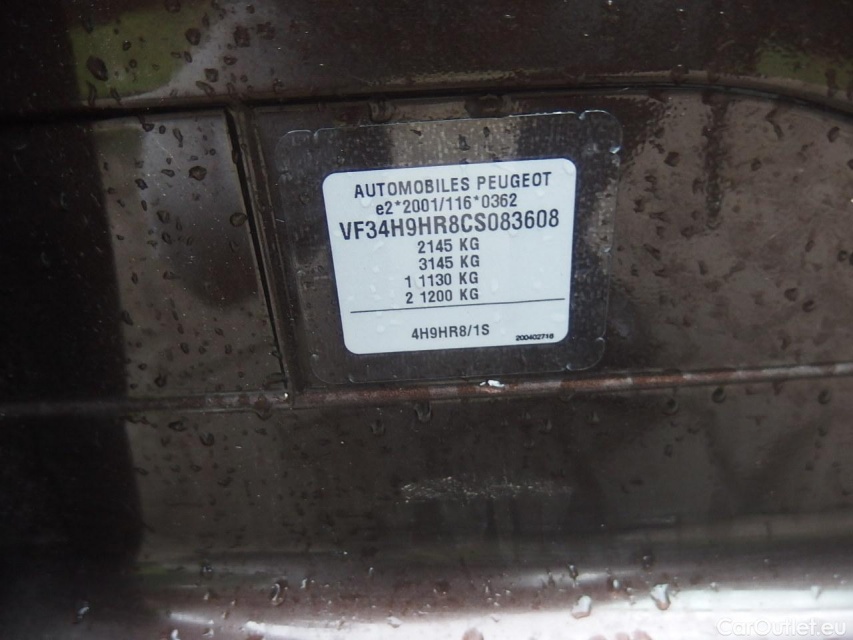 AUTOMOBILES PEUGEOT
e2*2001/116*0362
VF34H9HR8CS083608
2145 KG
3145 KG
1 1130 KG
2 1200 KG
4H9HR8/1S
200402718
CarOutlet.eu